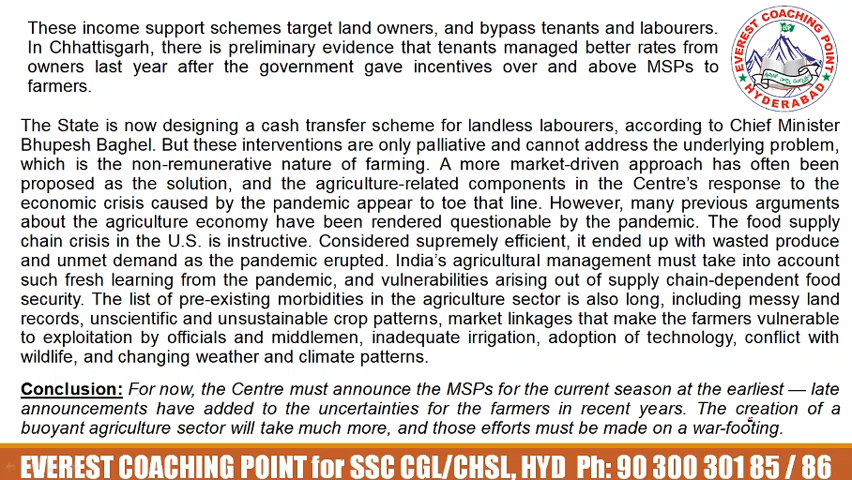 These income support schemes target land owners, and bypass tenants and labourers.
In Chhattisgarh, there is preliminary evidence that tenants managed better rates from
owners last year after the government gave incentives over and above MSPs to
farmers.
EVEREST COACHING POINT
HYDERABAD
The State is now designing a cash transfer scheme for landless labourers, according to Chief Minister
Bhupesh Baghel. But these interventions are only palliative and cannot address the underlying problem,
which is the non-remunerative nature of farming. A more market-driven approach has often been
proposed as the solution, and the agriculture-related components in the Centre's response to the
economic crisis caused by the pandemic appear to toe that line. However, many previous arguments
about the agriculture economy have been rendered questionable by the pandemic. The food supply
chain crisis in the U.S. is instructive. Considered supremely efficient, it ended up with wasted produce
and unmet demand as the pandemic erupted. India's agricultural management must take into account
such fresh learning from the pandemic, and vulnerabilities arising out of supply chain-dependent food
security. The list of pre-existing morbidities in the agriculture sector is also long, including messy land
records, unscientific and unsustainable crop patterns, market linkages that make the farmers vulnerable
to exploitation by officials and middlemen, inadequate irrigation, adoption of technology, conflict with
wildlife, and changing weather and climate patterns.
Conclusion: For now, the Centre must announce the MSPs for the current season at the earliest — late
announcements have added to the uncertainties for the farmers in recent years. The creation of a
buoyant agriculture sector will take much more, and those efforts must be made on a war-footing.
EVEREST COACHING POINT for SSC CGL/CHSL, HYD Ph: 90 300 301 85 / 86